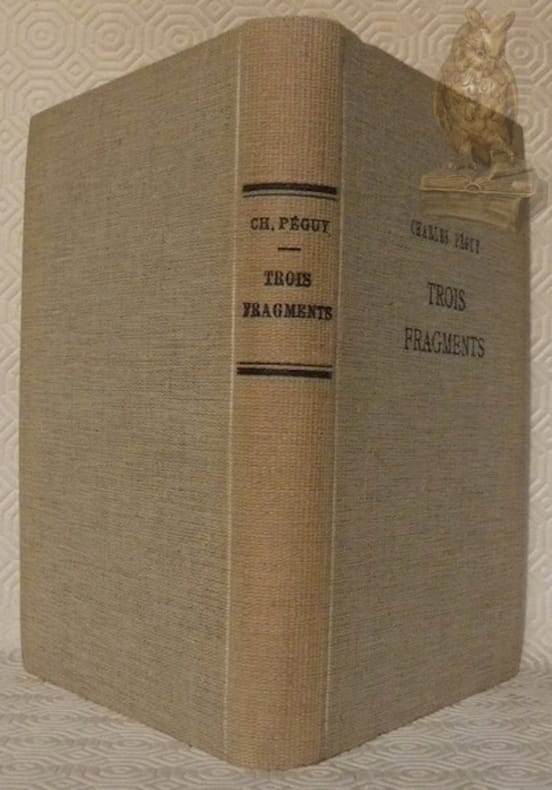 CH. PÉGUY
TROIS
FRAGMENTS
CHARLES PÉGUY
TROIS
FRAGMENTS